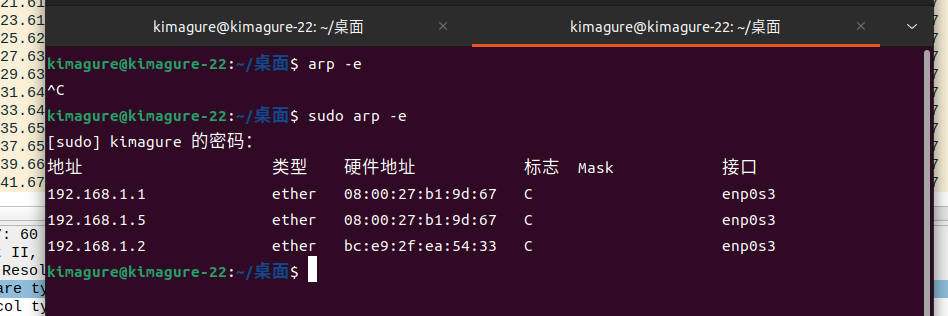 21.61
23.61
25.62
27.63
29.63
31.64
33.64
35.65
37.65
39.66
41.67
kimagure@kimagure-22: ~/桌面 × kimagure@kimagure-22: ~/桌面 ×
kimagure@kimagure-22:~/桌面$ arp -e
^C
kimagure@kimagure-22:~/桌面$ sudo arp -e
[sudo] kimagure 的密码：
地址 类型 硬件地址 标志 Mask 接口
192.168.1.1 ether 08:00:27:b1:9d:67 C enp0s3
192.168.1.5 ether 08:00:27:b1:9d:67 C enp0s3
192.168.1.2 ether bc:e9:2f:ea:54:33 C enp0s3
kimagure@kimagure-22:~/桌面$
: 60
II,
Resol
are ty
col ty